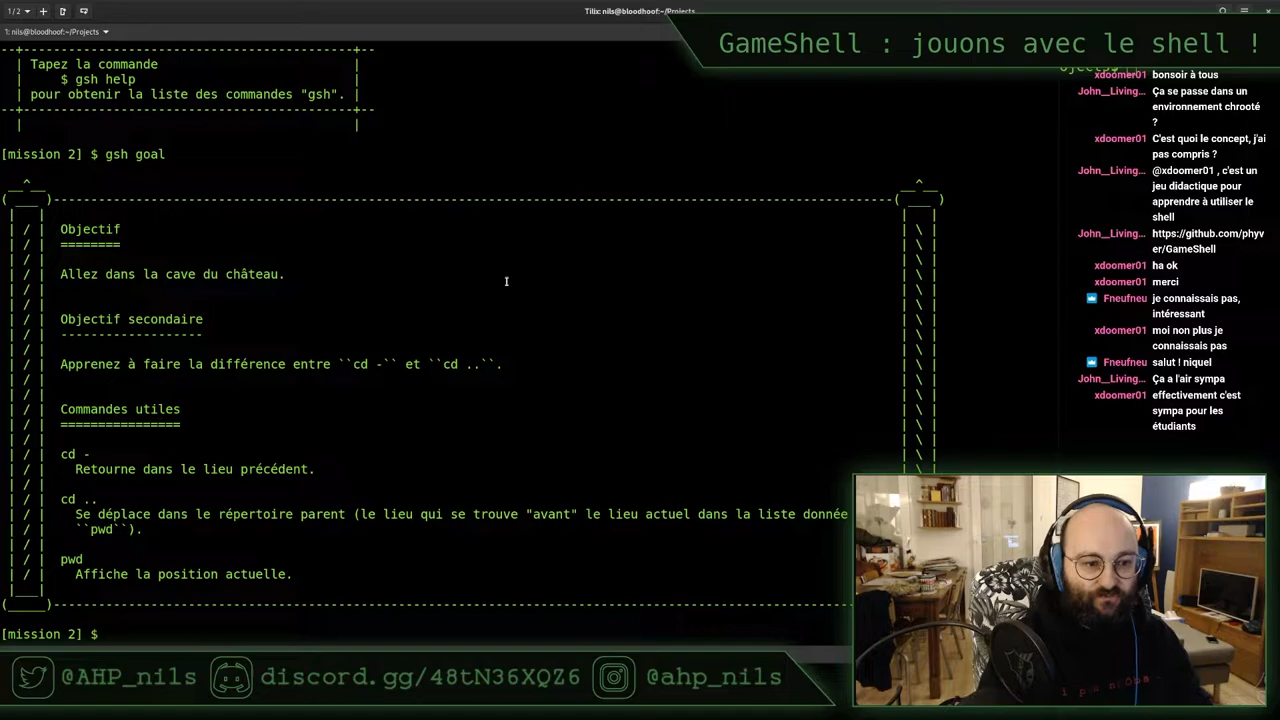 1/2
Tilix: nils@bloodhoof:~/Projects
1: nils@bloodhoof:~/Projects
GameShell : jouons avec le shell !
Tapez la commande
$ gsh help
pour obtenir la liste des commandes "gsh".
[mission 2] $ gsh goal
Objectif
========
Allez dans la cave du château.
Objectif secondaire
-------------------
Apprenez à faire la différence entre ``cd -`` et ``cd ..``.
Commandes utiles
================
cd -
Retourne dans le lieu précédent.
cd ..
Se déplace dans le répertoire parent (le lieu qui se trouve "avant" le lieu actuel dans la liste donnée
``pwd``).
pwd
Affiche la position actuelle.
[mission 2] $
xdoomer01 bonsoir à tous
John__Living... Ça se passe dans un
environnement chrooté
?
xdoomer01 C'est quoi le concept, j'ai
pas compris ?
John__Living... @xdoomer01 , c'est un
jeu didactique pour
apprendre à utiliser le
shell
John__Living... https://github.com/phyv
er/GameShell
xdoomer01 ha ok
xdoomer01 merci
Fneufneu je connaissais pas,
intéressant
xdoomer01 moi non plus je
connaissais pas
Fneufneu salut ! niquel
John__Living... Ça a l'air sympa
xdoomer01 effectivement c'est
sympa pour les
étudiants
@AHP_nils discord.gg/48tN36XQZ6 @ahp_nils